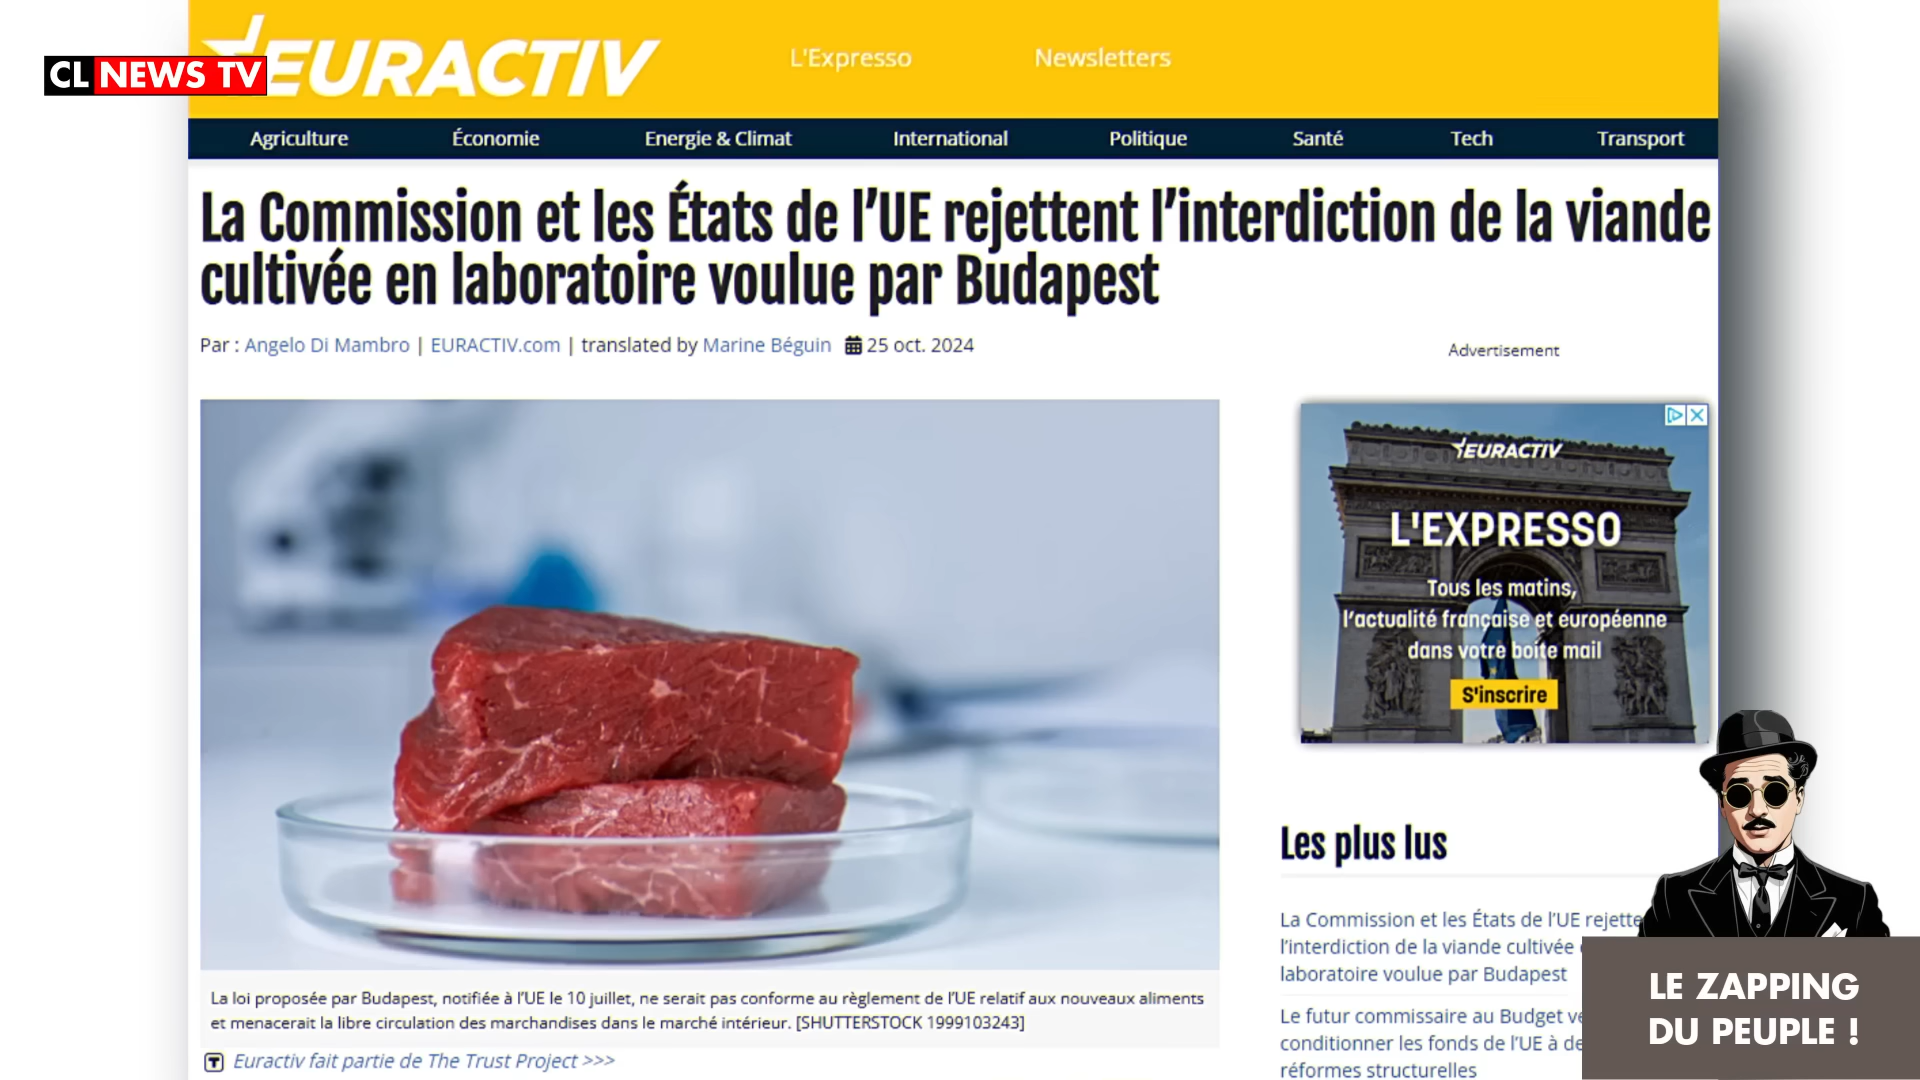 EURACTIV
CL NEWS TV
L'Expresso
Newsletters
Agriculture
Économie
Energie & Climat
International
Politique
Santé
Tech
Transport
La Commission et les États de l’UE rejettent l’interdiction de la viande
cultivée en laboratoire voulue par Budapest
Par : Angelo Di Mambro | EURACTIV.com | translated by Marine Béguin 25 oct. 2024
Advertisement
EURACTIV
L'EXPRESSO
Tous les matins,
l’actualité française et européenne
dans votre boîte mail
S'inscrire
La loi proposée par Budapest, notifiée à l’UE le 10 juillet, ne serait pas conforme au règlement de l’UE relatif aux nouveaux aliments
et menacerait la libre circulation des marchandises dans le marché intérieur. [SHUTTERSTOCK 1999103243]
T Euractiv fait partie de The Trust Project >>>
Les plus lus
La Commission et les États de l’UE rejette
l’interdiction de la viande cultivée
laboratoire voulue par Budapest
Le futur commissaire au Budget ve
conditionner les fonds de l’UE à de
réformes structurelles
LE ZAPPING
DU PEUPLE !